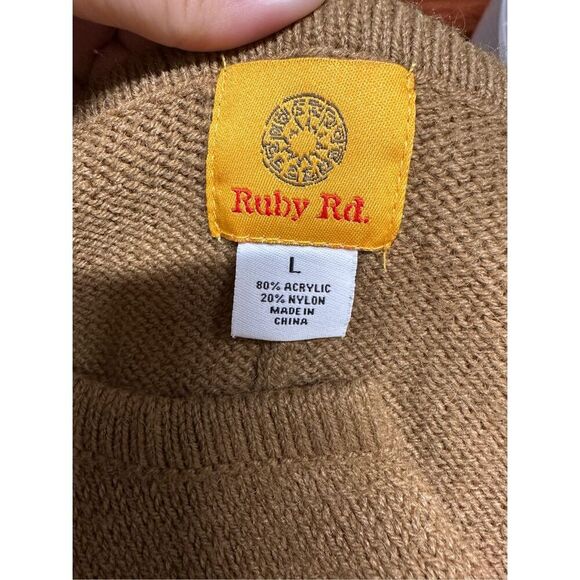 Ruby Rd.
L
80% ACRYLIC
20% NYLON
MADE IN
CHINA